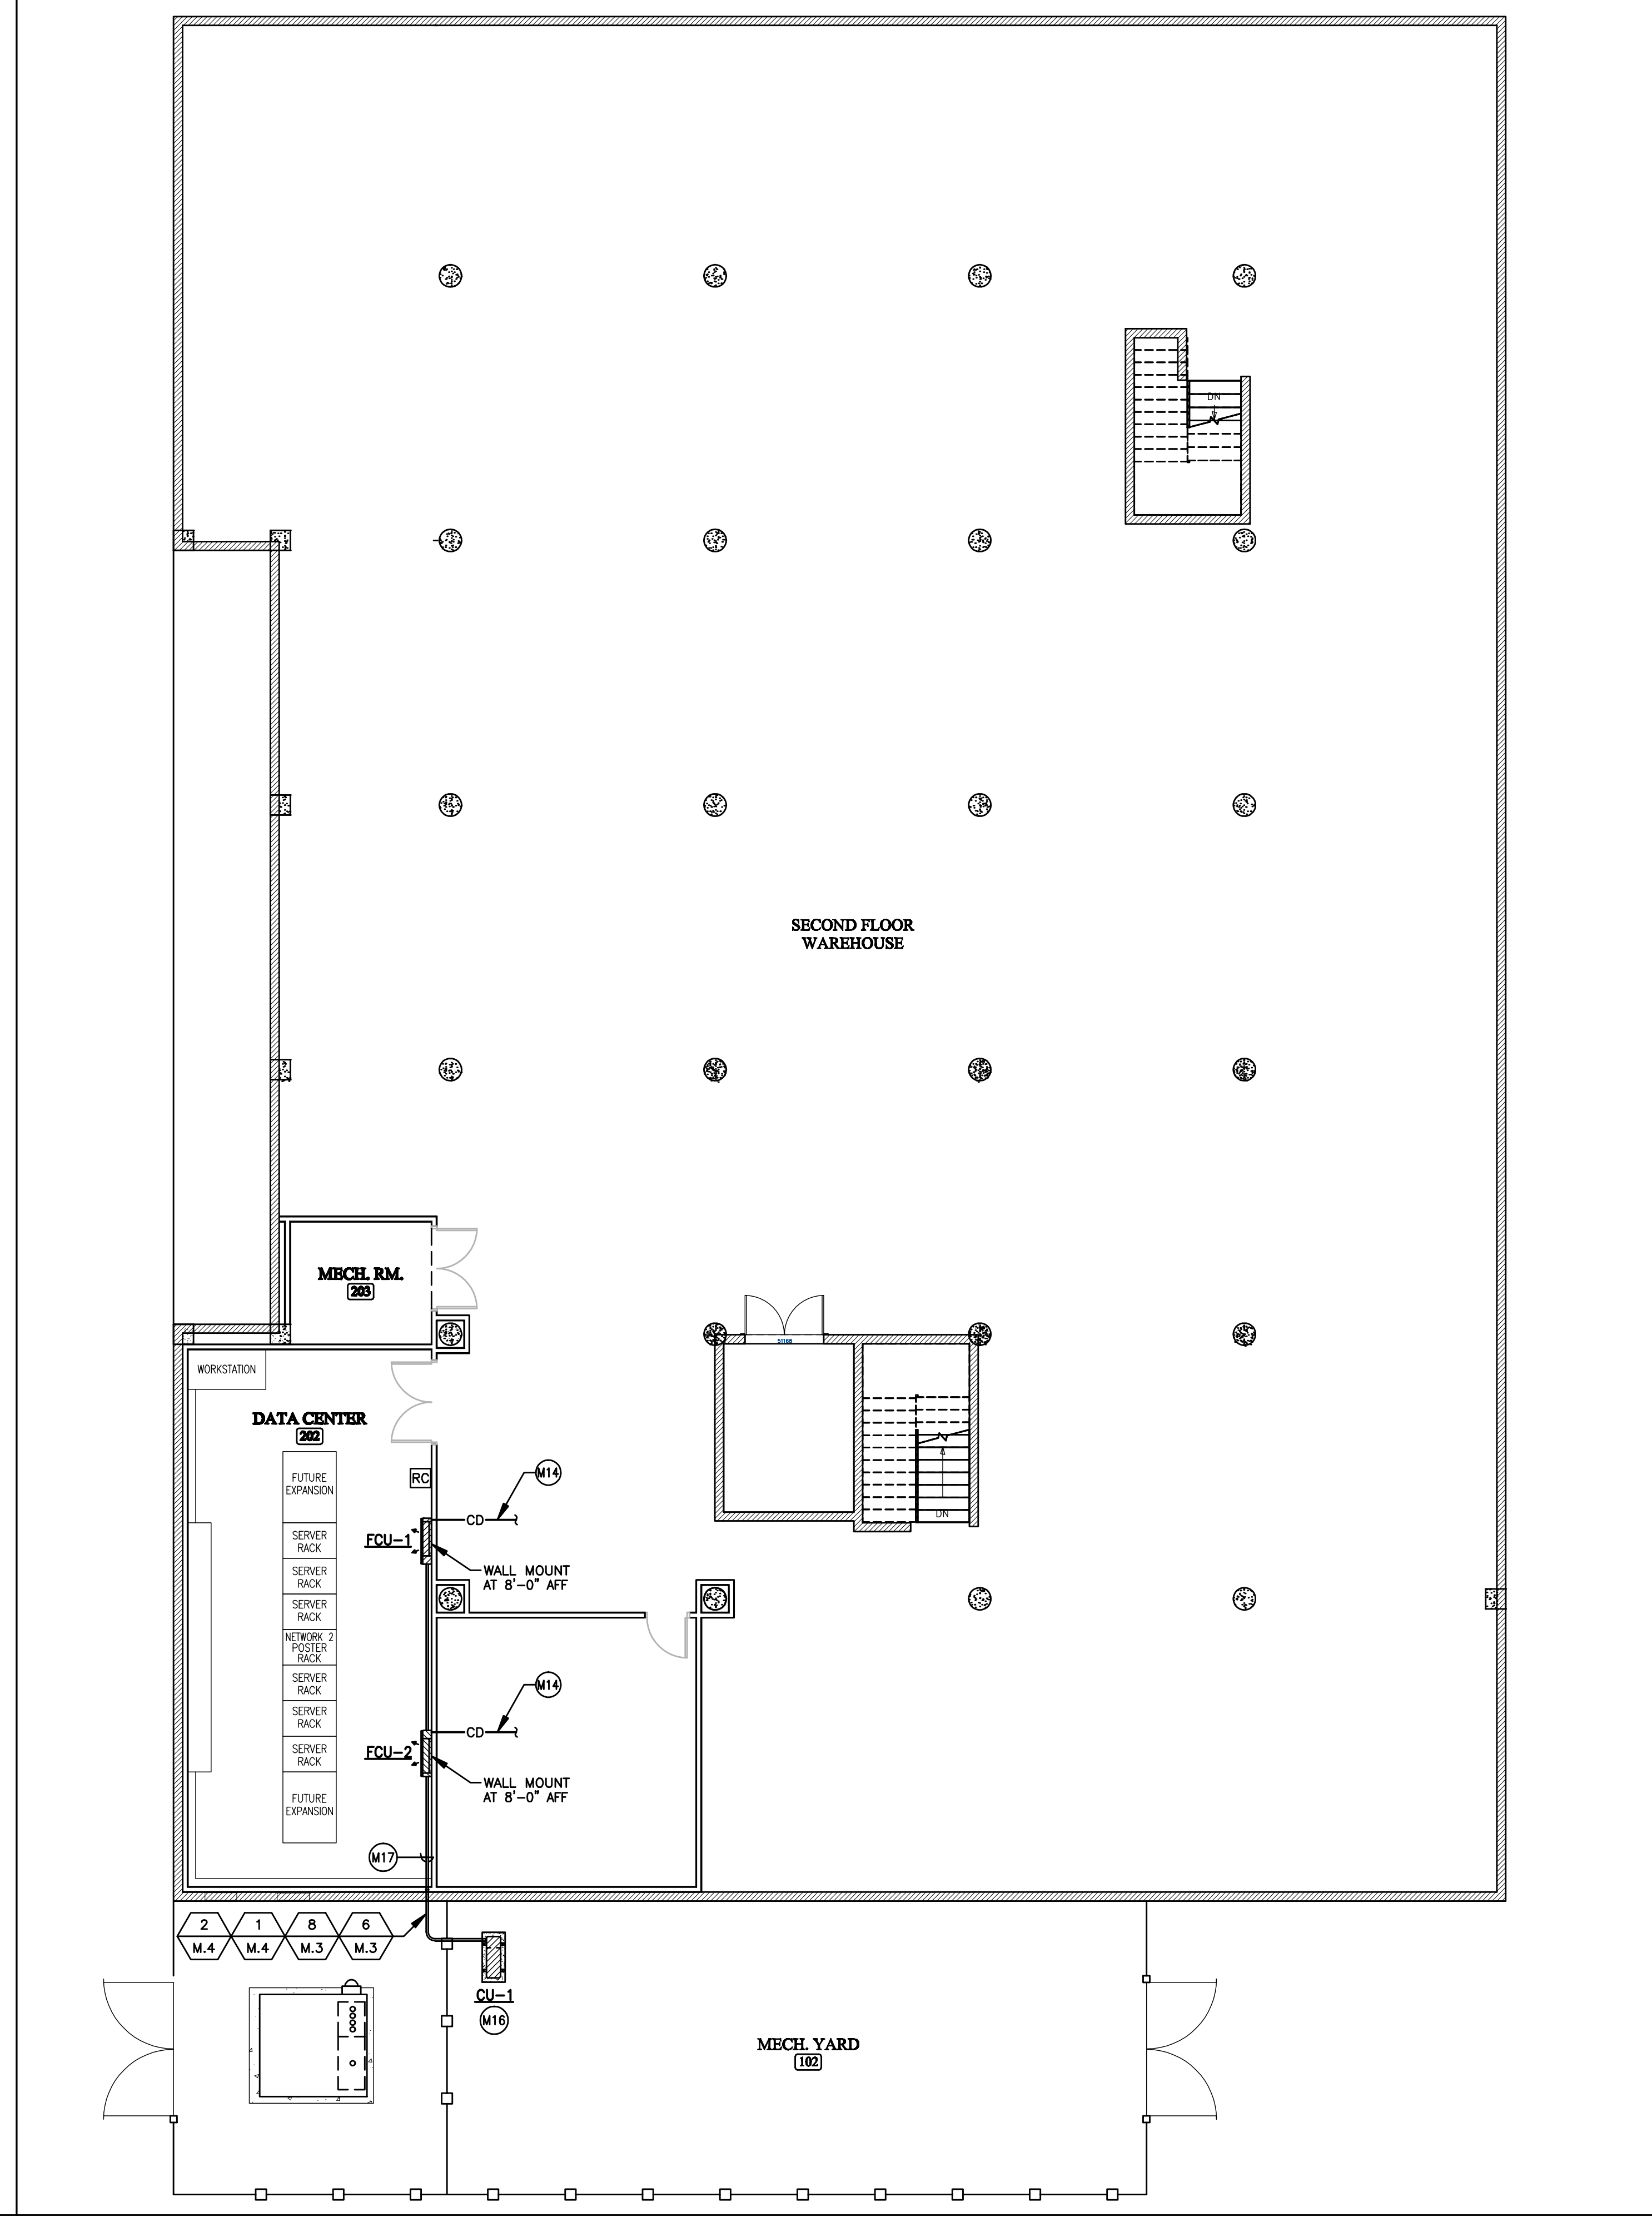 DN
SECOND FLOOR
WAREHOUSE
MECH. RM.
203
51168
WORKSTATION
DATA CENTER
202
FUTURE
EXPANSION
RC
M14
CD
SERVER
RACK
FCU-1
WALL MOUNT
AT 8'-0" AFF
SERVER
RACK
SERVER
RACK
DN
NETWORK 2
POSTER
RACK
SERVER
RACK
M14
SERVER
RACK
CD
SERVER
RACK
FCU-2
WALL MOUNT
AT 8'-0" AFF
FUTURE
EXPANSION
M17
2 1 8 6
M.4 M.4 M.3 M.3
CU-1
M16
MECH. YARD
102